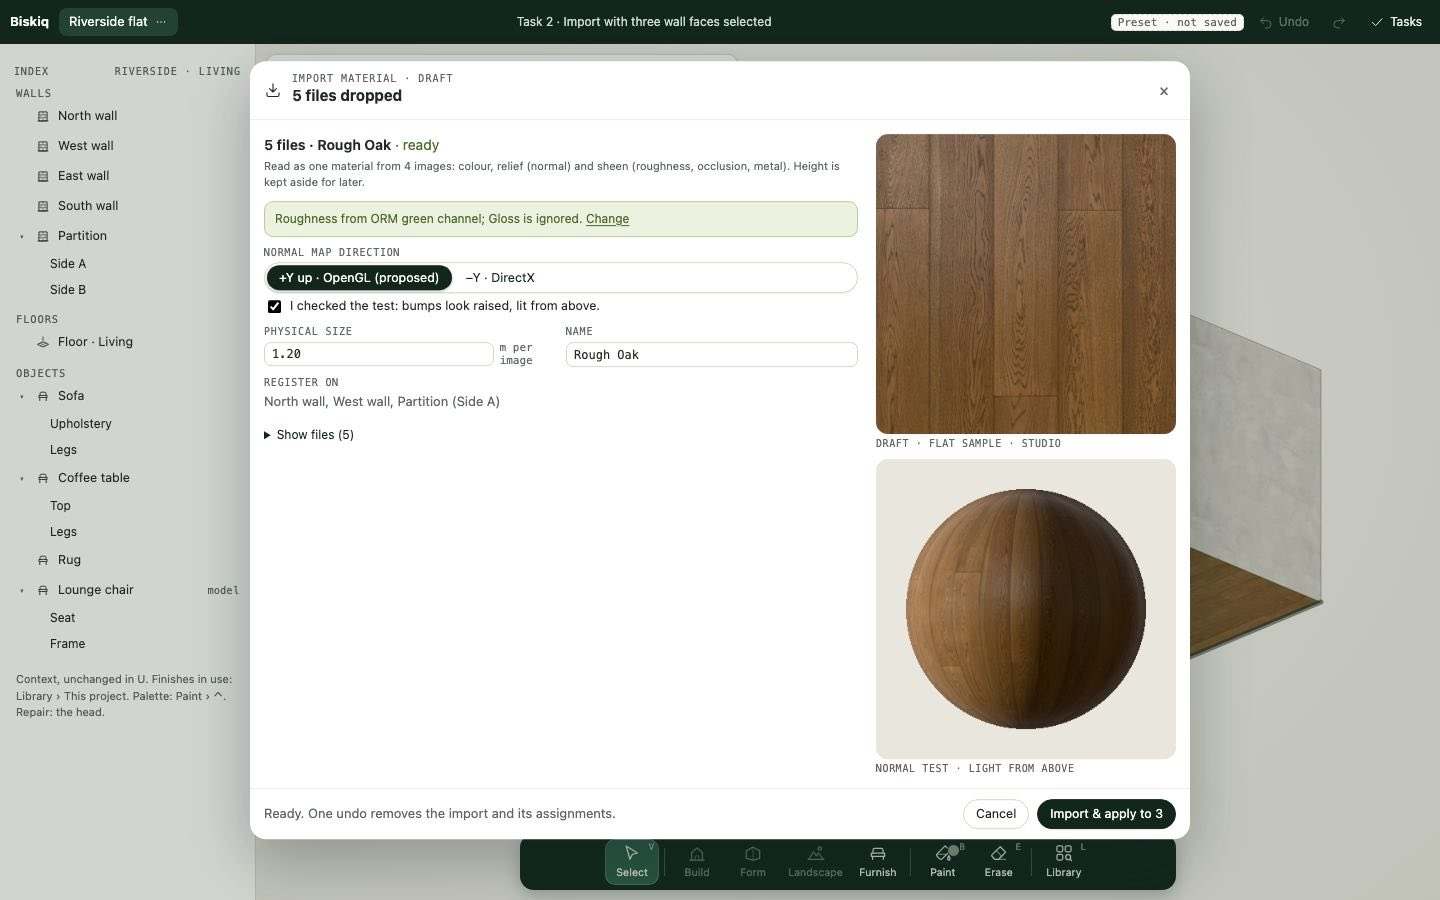 Biskiq
Riverside flat ···
Task 2 · Import with three wall faces selected
Preset · not saved
Undo
Tasks
INDEX
RIVERSIDE · LIVING
WALLS
North wall
West wall
East wall
South wall
Partition
Side A
Side B
FLOORS
Floor · Living
OBJECTS
Sofa
Upholstery
Legs
Coffee table
Top
Legs
Rug
Lounge chair
model
Seat
Frame
Context, unchanged in U. Finishes in use:
Library › This project. Palette: Paint › ^.
Repair: the head.
IMPORT MATERIAL · DRAFT
5 files dropped
×
5 files · Rough Oak · ready
Read as one material from 4 images: colour, relief (normal) and sheen (roughness, occlusion, metal). Height is
kept aside for later.
Roughness from ORM green channel; Gloss is ignored. Change
NORMAL MAP DIRECTION
+Y up · OpenGL (proposed)
−Y · DirectX
I checked the test: bumps look raised, lit from above.
PHYSICAL SIZE
1.20
m per
image
NAME
Rough Oak
REGISTER ON
North wall, West wall, Partition (Side A)
Show files (5)
DRAFT · FLAT SAMPLE · STUDIO
NORMAL TEST · LIGHT FROM ABOVE
Ready. One undo removes the import and its assignments.
Cancel
Import & apply to 3
V
Select
Build
Form
Landscape
Furnish
B
Paint
E
Erase
L
Library